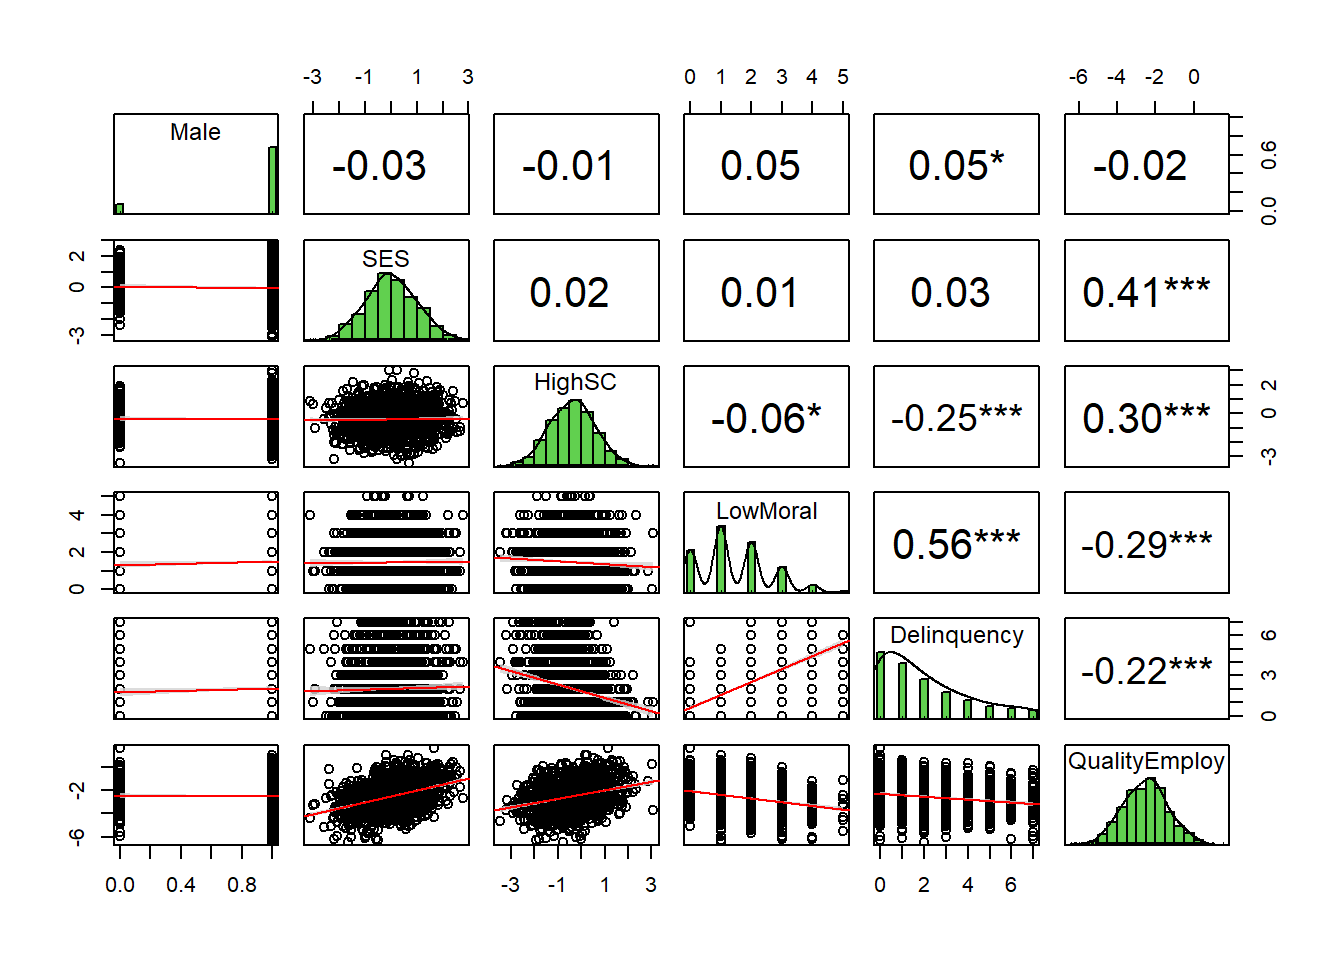 -3 -1 1 3 0 1 2 3 4 5 -6 -4 -2 0
Male -0.03 -0.01 0.05 0.05* -0.02 0.0 0.6
-3 0 2 SES 0.02 0.01 0.03 0.41***
HighSC -0.06* -0.25*** 0.30*** -3 0 2
0 2 4 LowMoral 0.56*** -0.29***
Delinquency -0.22*** 0 3 6
-6 -2 QualityEmploy
0.0 0.4 0.8 -3 -1 1 3 0 2 4 6